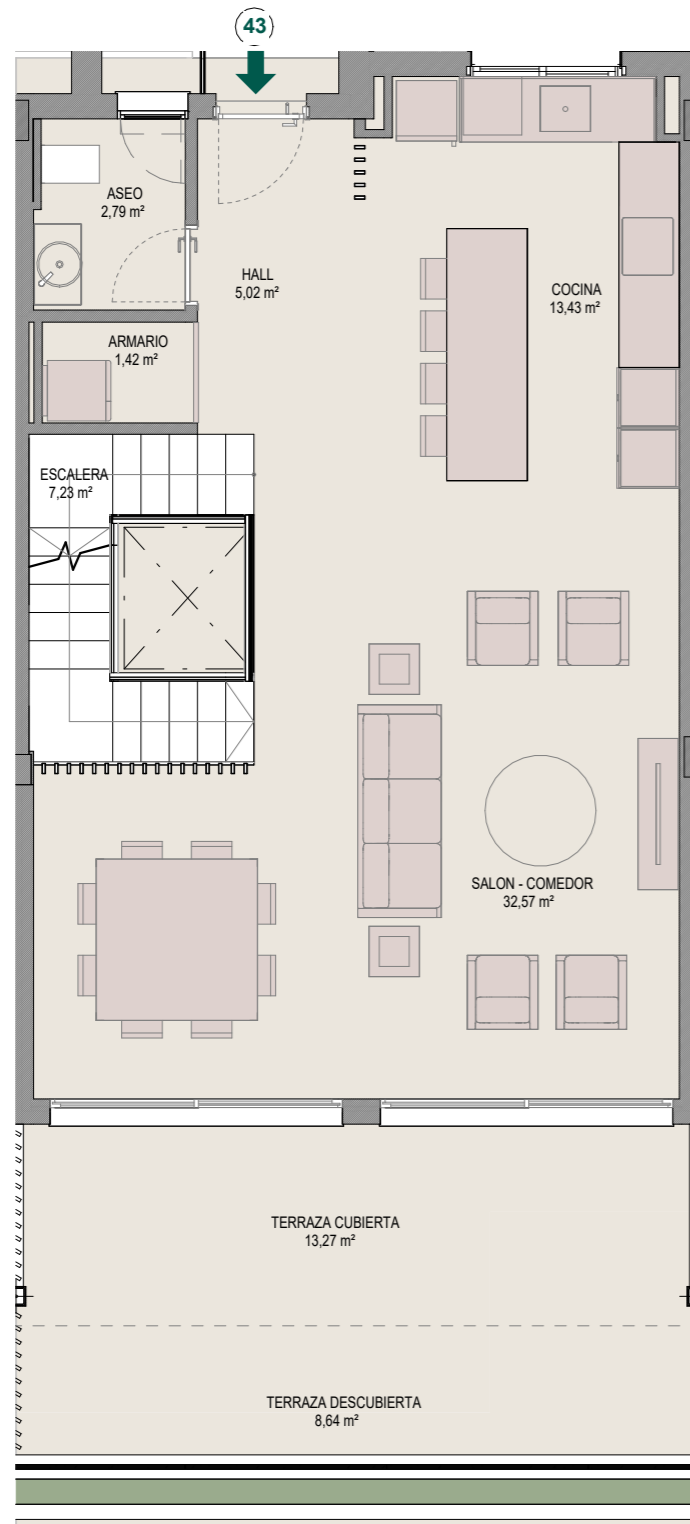 43
ASEO
2,79 m²
HALL
5,02 m²
COCINA
13,43 m²
ARMARIO
1,42 m²
ESCALERA
7,23 m²
SALON - COMEDOR
32,57 m²
TERRAZA CUBIERTA
13,27 m²
TERRAZA DESCUBIERTA
8,64 m²